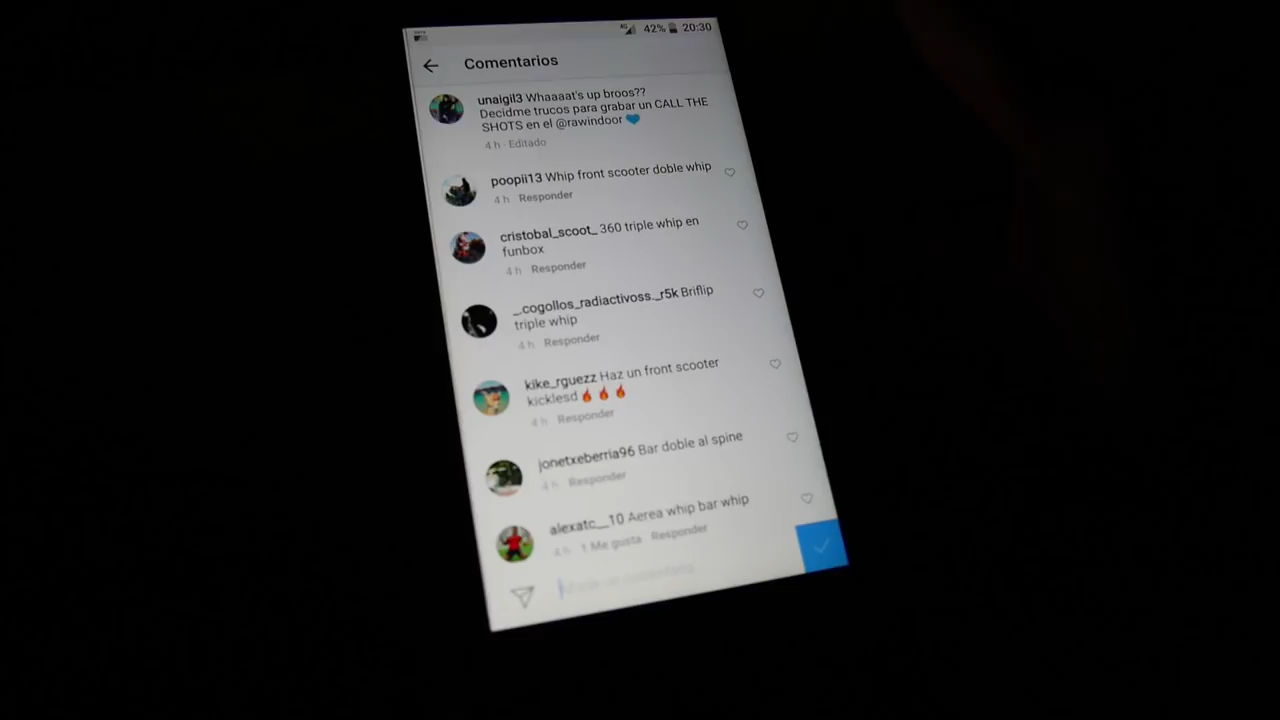 4G 42% 20:30
Comentarios
unaigil3 Whaaaat's up broos??
Decidme trucos para grabar un CALL THE
SHOTS en el @rawindoor 💙
4 h · Editado
poopii13 Whip front scooter doble whip
4 h Responder
cristobal_scoot_ 360 triple whip en
funbox
4 h Responder
_.cogollos_radiactivoss._r5k Briflip
triple whip
4 h Responder
kike_rguezz Haz un front scooter
kicklesd 🔥🔥🔥
4 h Responder
jonetxeberria96 Bar doble al spine
4 h Responder
alexatc__10 Aerea whip bar whip
4 h 1 Me gusta Responder